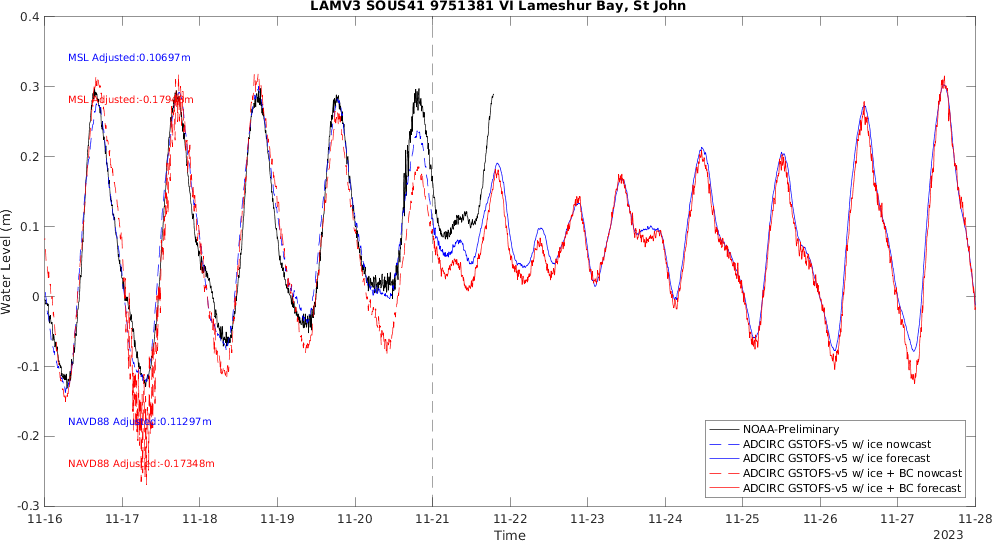 LAMV3 SOUS41 9751381 VI Lameshur Bay, St John
0.4
0.3
0.2
0.1
0
-0.1
-0.2
-0.3
Water Level (m)
MSL Adjusted:0.10697m
MSL Adjusted:-0.179
NAVD88 Adjusted:0.11297m
NAVD88 Adjusted:-0.17348m
NOAA-Preliminary
ADCIRC GSTOFS-v5 w/ ice nowcast
ADCIRC GSTOFS-v5 w/ ice forecast
ADCIRC GSTOFS-v5 w/ ice + BC nowcast
ADCIRC GSTOFS-v5 w/ ice + BC forecast
11-16 11-17 11-18 11-19 11-20 11-21 11-22 11-23 11-24 11-25 11-26 11-27 11-28
Time
2023